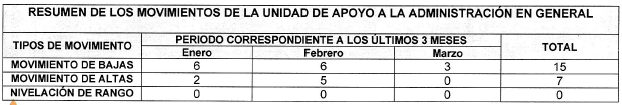 RESUMEN DE LOS MOVIMIENTOS DE LA UNIDAD DE APOYO A LA ADMINISTRACIÓN EN GENERAL
TIPOS DE MOVIMIENTO PERIODO CORRESPONDIENTE A LOS ÚLTIMOS 3 MESES TOTAL
Enero Febrero Marzo
MOVIMIENTO DE BAJAS 6 6 3 15
MOVIMIENTO DE ALTAS 2 5 0 7
NIVELACIÓN DE RANGO 0 0 0 0